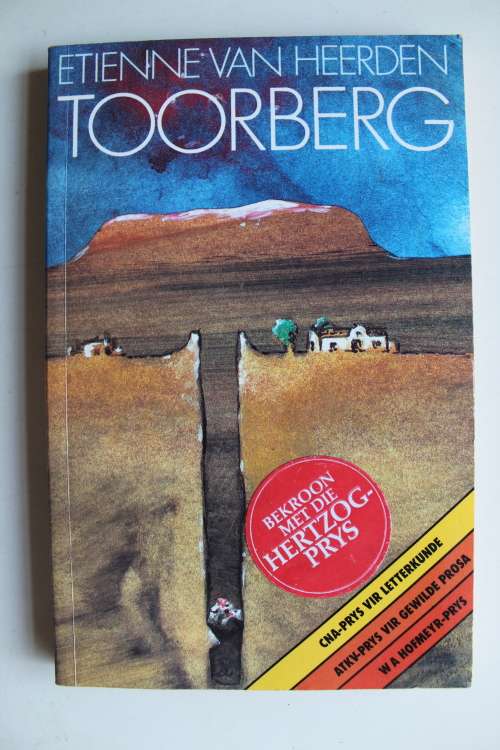 ETIENNE VAN HEERDEN
TOORBERG
BEKROON
MET DIE
HERTZOG-
PRYS
CNA-PRYS VIR LETTERKUNDE
ATKV-PRYS VIR GEWILDE PROSA
W A HOFMEYR-PRYS